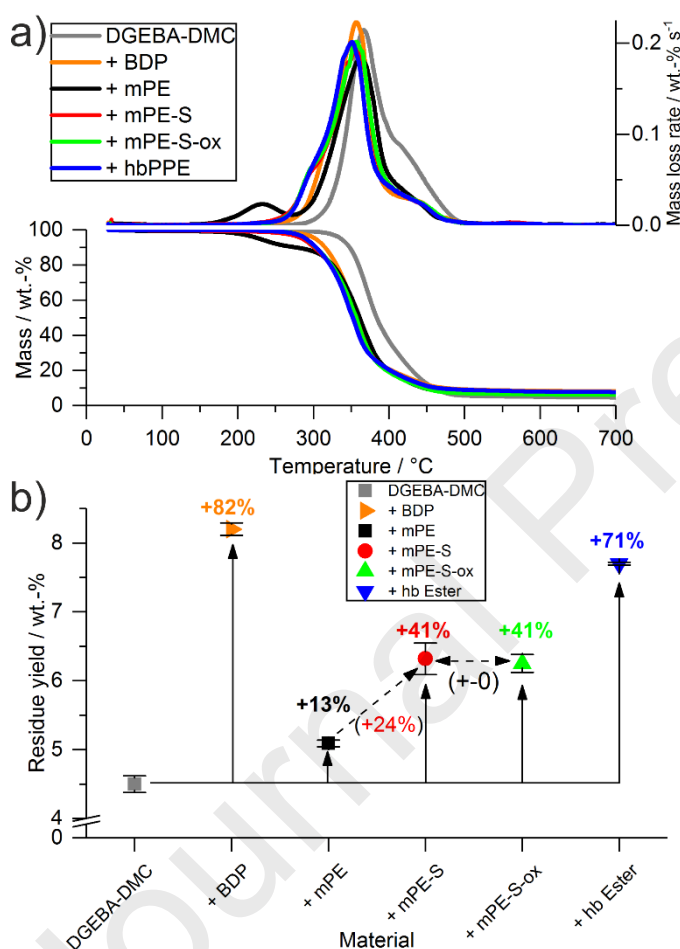 a)
DGEBA-DMC
+ BDP
+ mPE
+ mPE-S
+ mPE-S-ox
+ hbPPE
0.2
0.1
0.0
Mass loss rate / wt.-% s⁻¹
100
80
60
40
20
0
Mass / wt.-%
0 100 200 300 400 500 600 700
Temperature / °C
b)
DGEBA-DMC
+ BDP
+ mPE
+ mPE-S
+ mPE-S-ox
+ hb Ester
+82%
+71%
+41%
+41%
(+-0)
+13%
(+24%)
8
7
6
5
4
0
Residue yield / wt.-%
DGEBA-DMC
+ BDP
+ mPE
+ mPE-S
+ mPE-S-ox
+ hb Ester
Material
Journal Pre